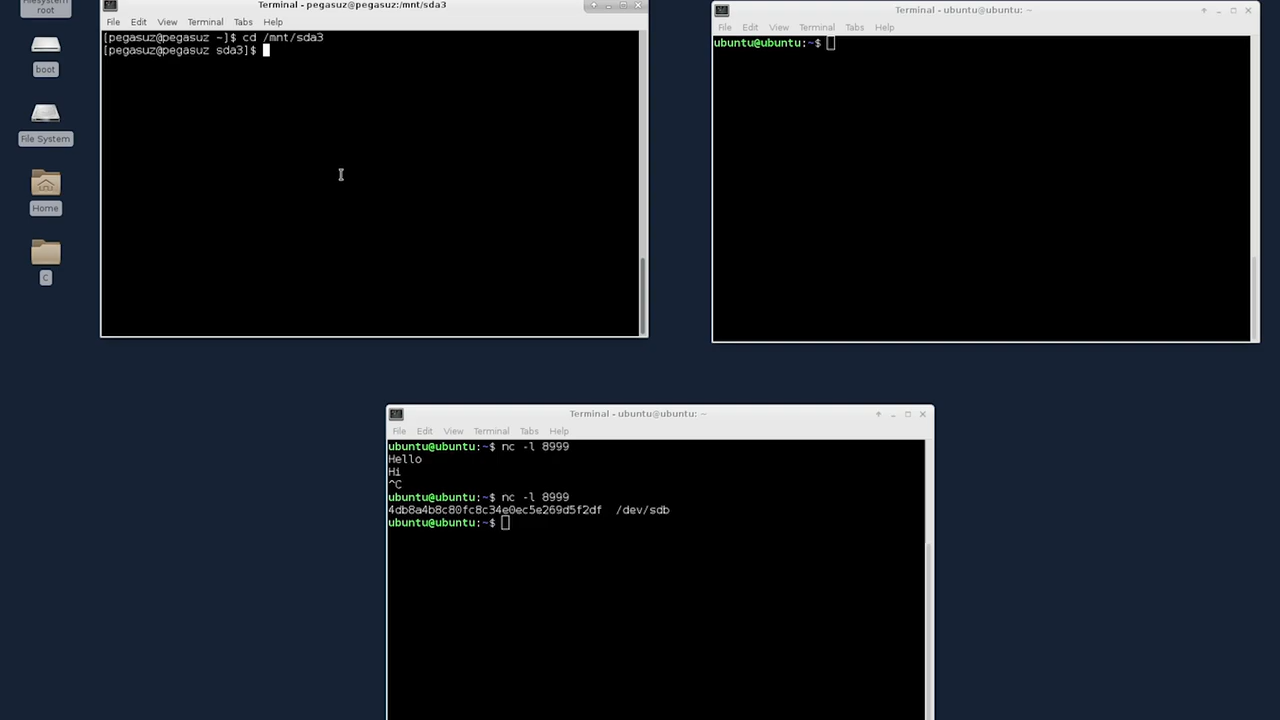 Filesystem
root
boot
File System
Home
C
Terminal - pegasuz@pegasuz:/mnt/sda3
File Edit View Terminal Tabs Help
[pegasuz@pegasuz ~]$ cd /mnt/sda3
[pegasuz@pegasuz sda3]$
Terminal - ubuntu@ubuntu: ~
File Edit View Terminal Tabs Help
ubuntu@ubuntu:~$
Terminal - ubuntu@ubuntu: ~
File Edit View Terminal Tabs Help
ubuntu@ubuntu:~$ nc -l 8999
Hello
Hi
^C
ubuntu@ubuntu:~$ nc -l 8999
4db8a4b8c80fc8c34e0ec5e269d5f2df /dev/sdb
ubuntu@ubuntu:~$